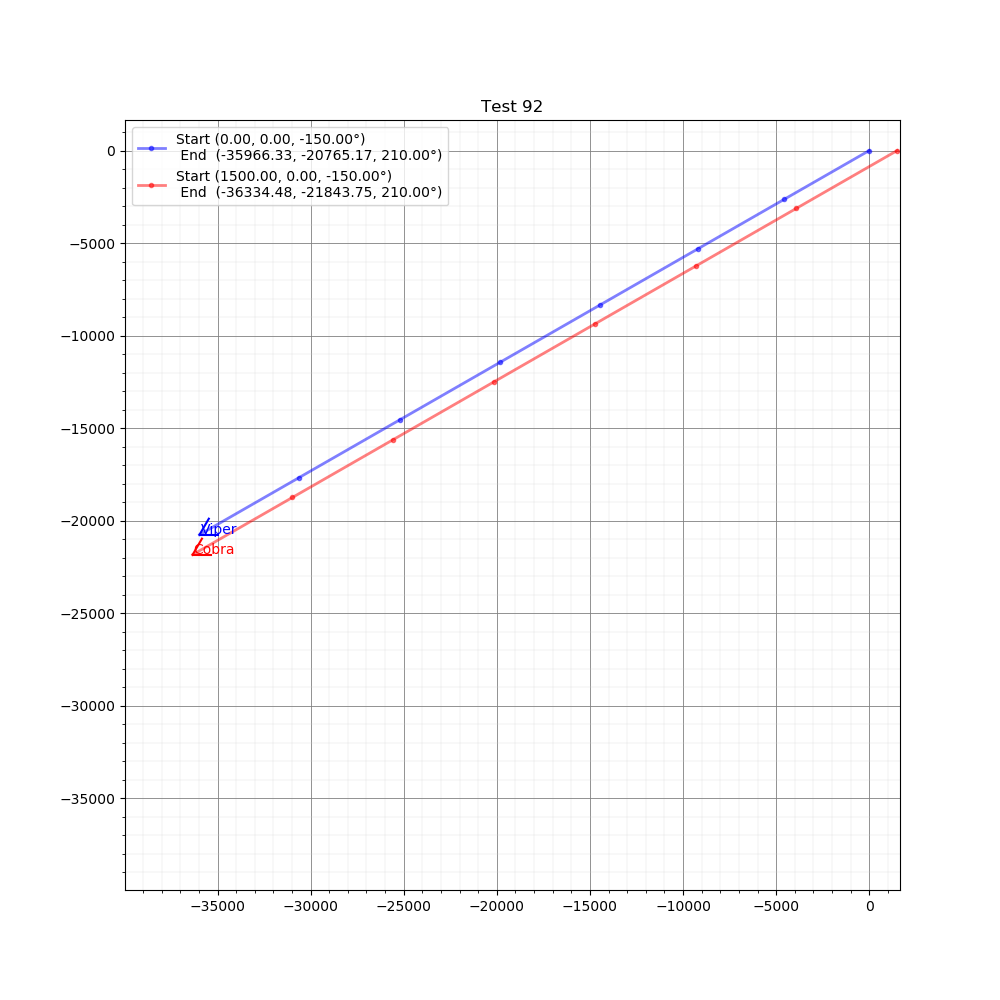 Test 92
Start (0.00, 0.00, -150.00°)
End  (-35966.33, -20765.17, 210.00°)
Start (1500.00, 0.00, -150.00°)
End  (-36334.48, -21843.75, 210.00°)
0
−5000
−10000
−15000
−20000
−25000
−30000
−35000
Viper
Cobra
−35000
−30000
−25000
−20000
−15000
−10000
−5000
0